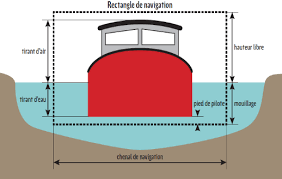 Rectangle de navigation
tirant d'air
hauteur libre
tirant d'eau
pied de pilote
mouillage
chenal de navigation